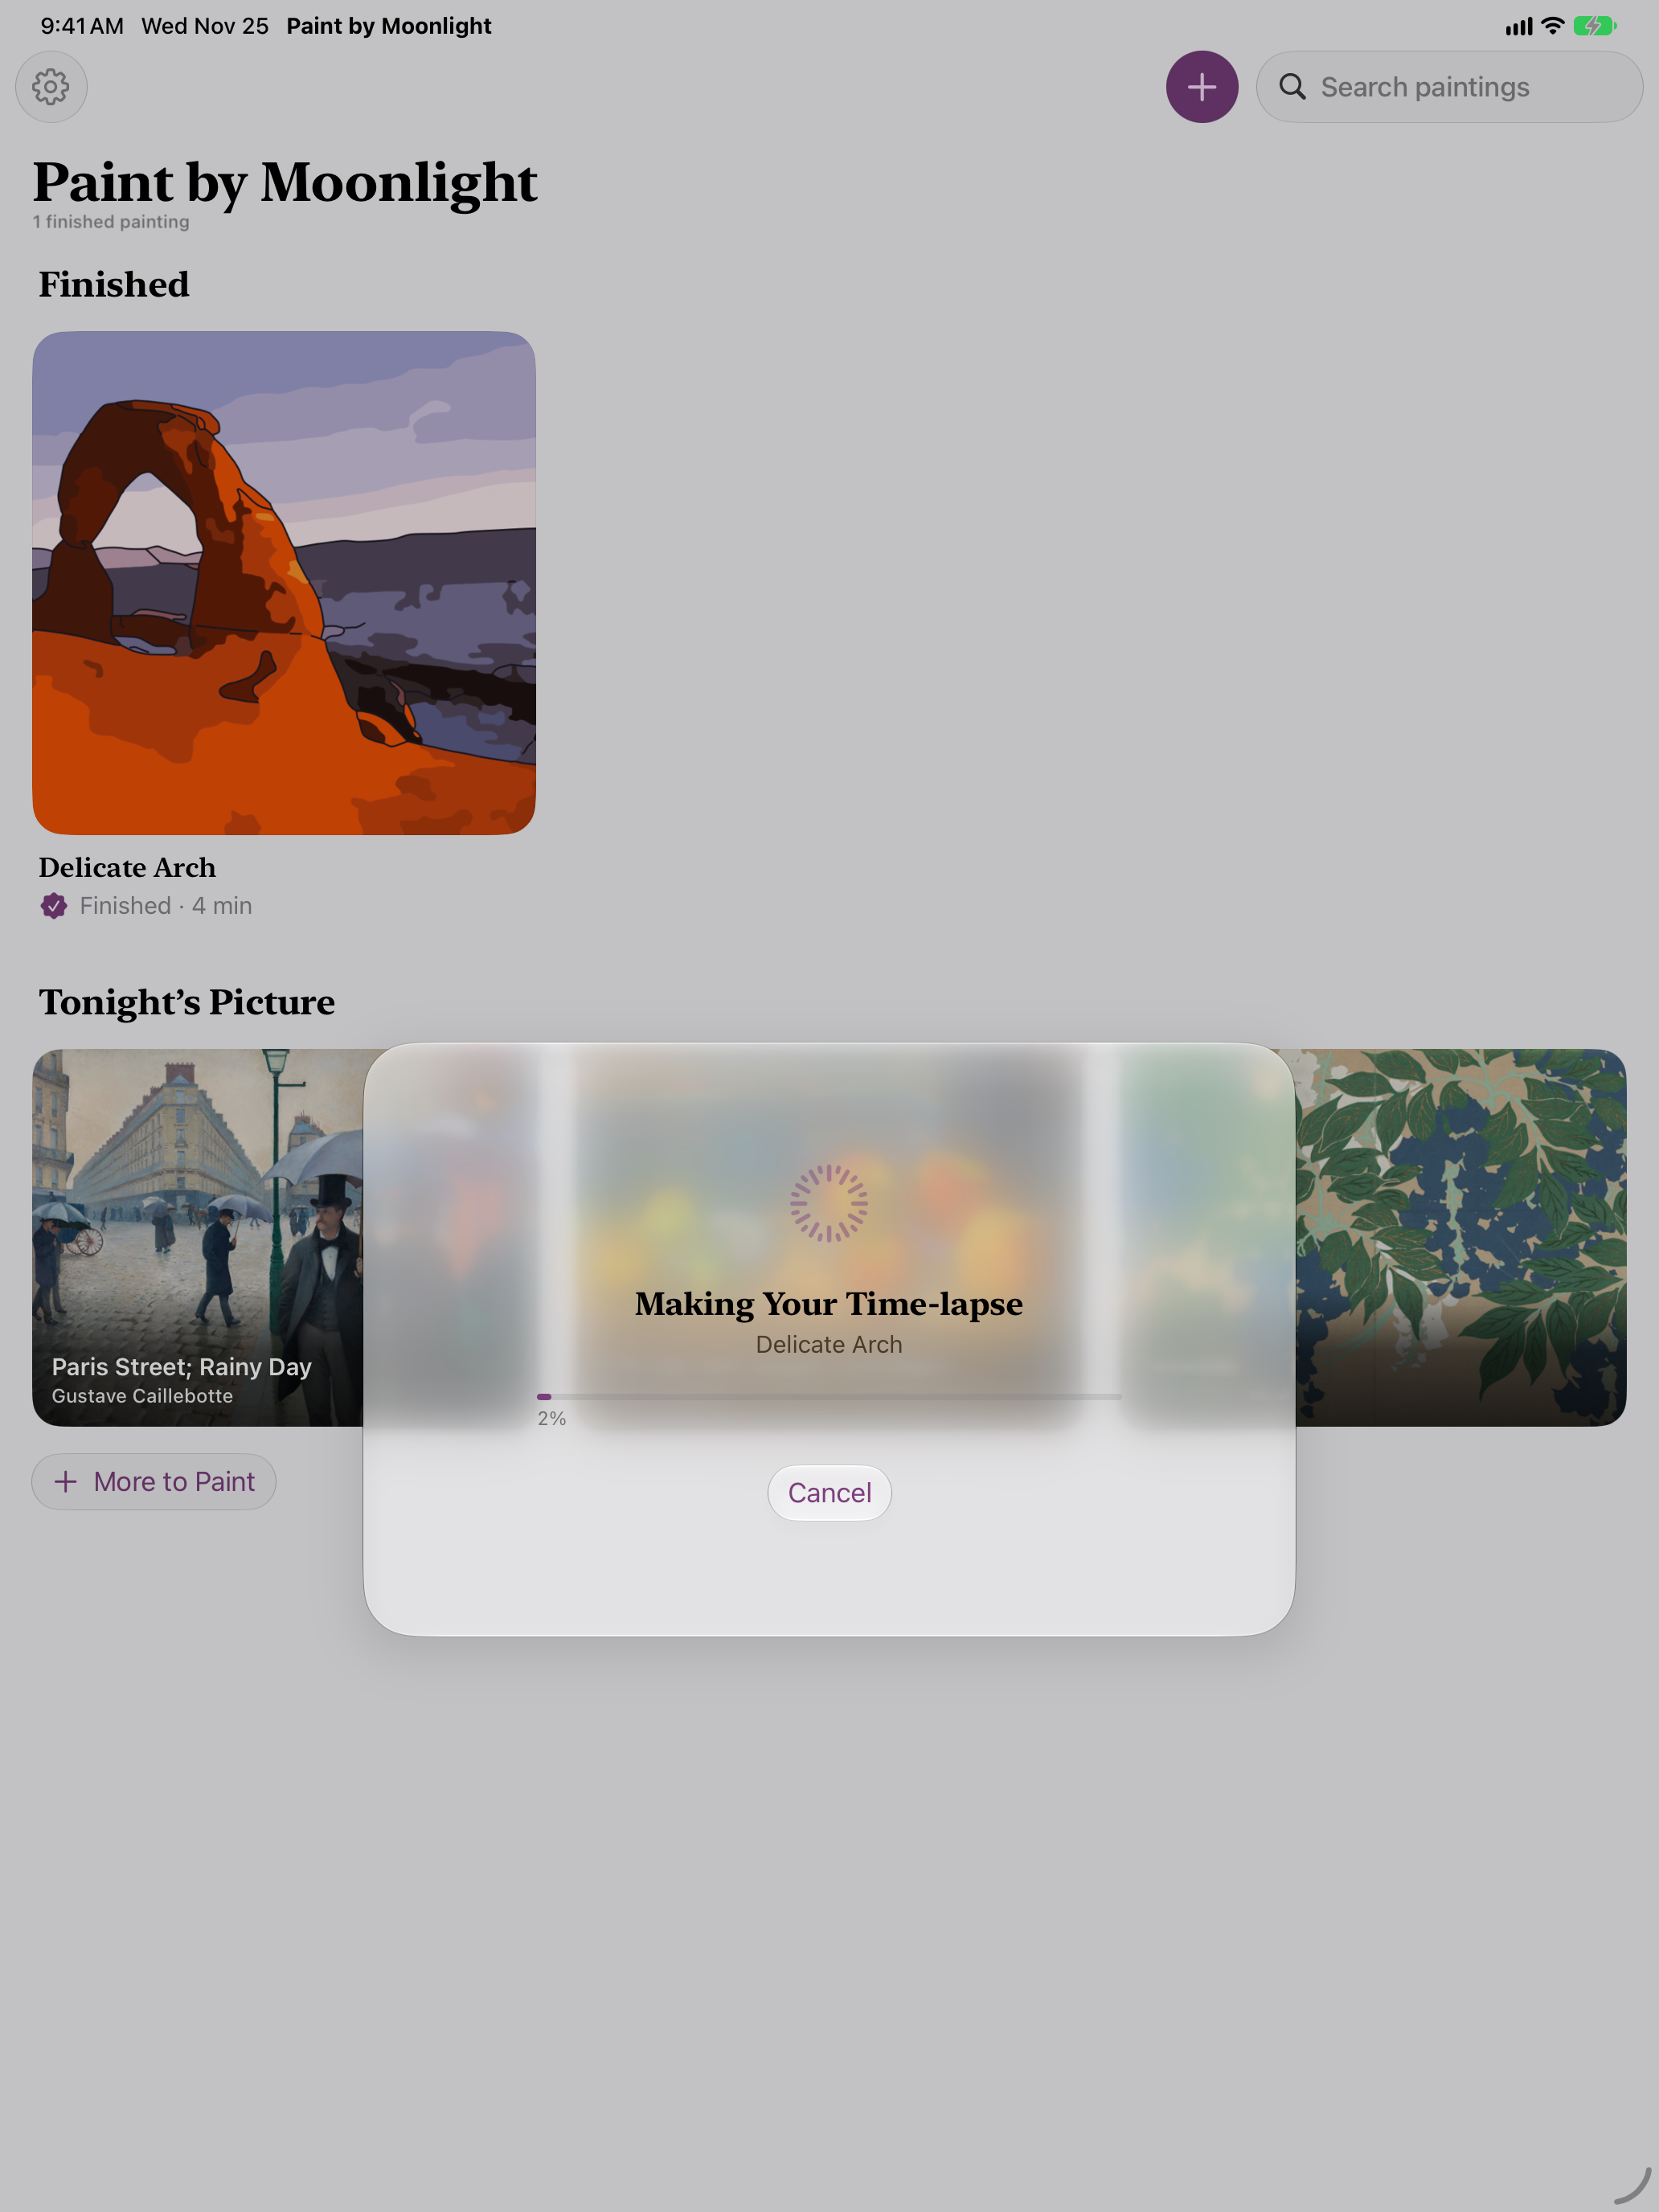 9:41 AM Wed Nov 25 Paint by Moonlight
Search paintings
Paint by Moonlight
1 finished painting
Finished
Delicate Arch
Finished · 4 min
Tonight’s Picture
Paris Street; Rainy Day
Gustave Caillebotte
More to Paint
Making Your Time-lapse
Delicate Arch
2%
Cancel